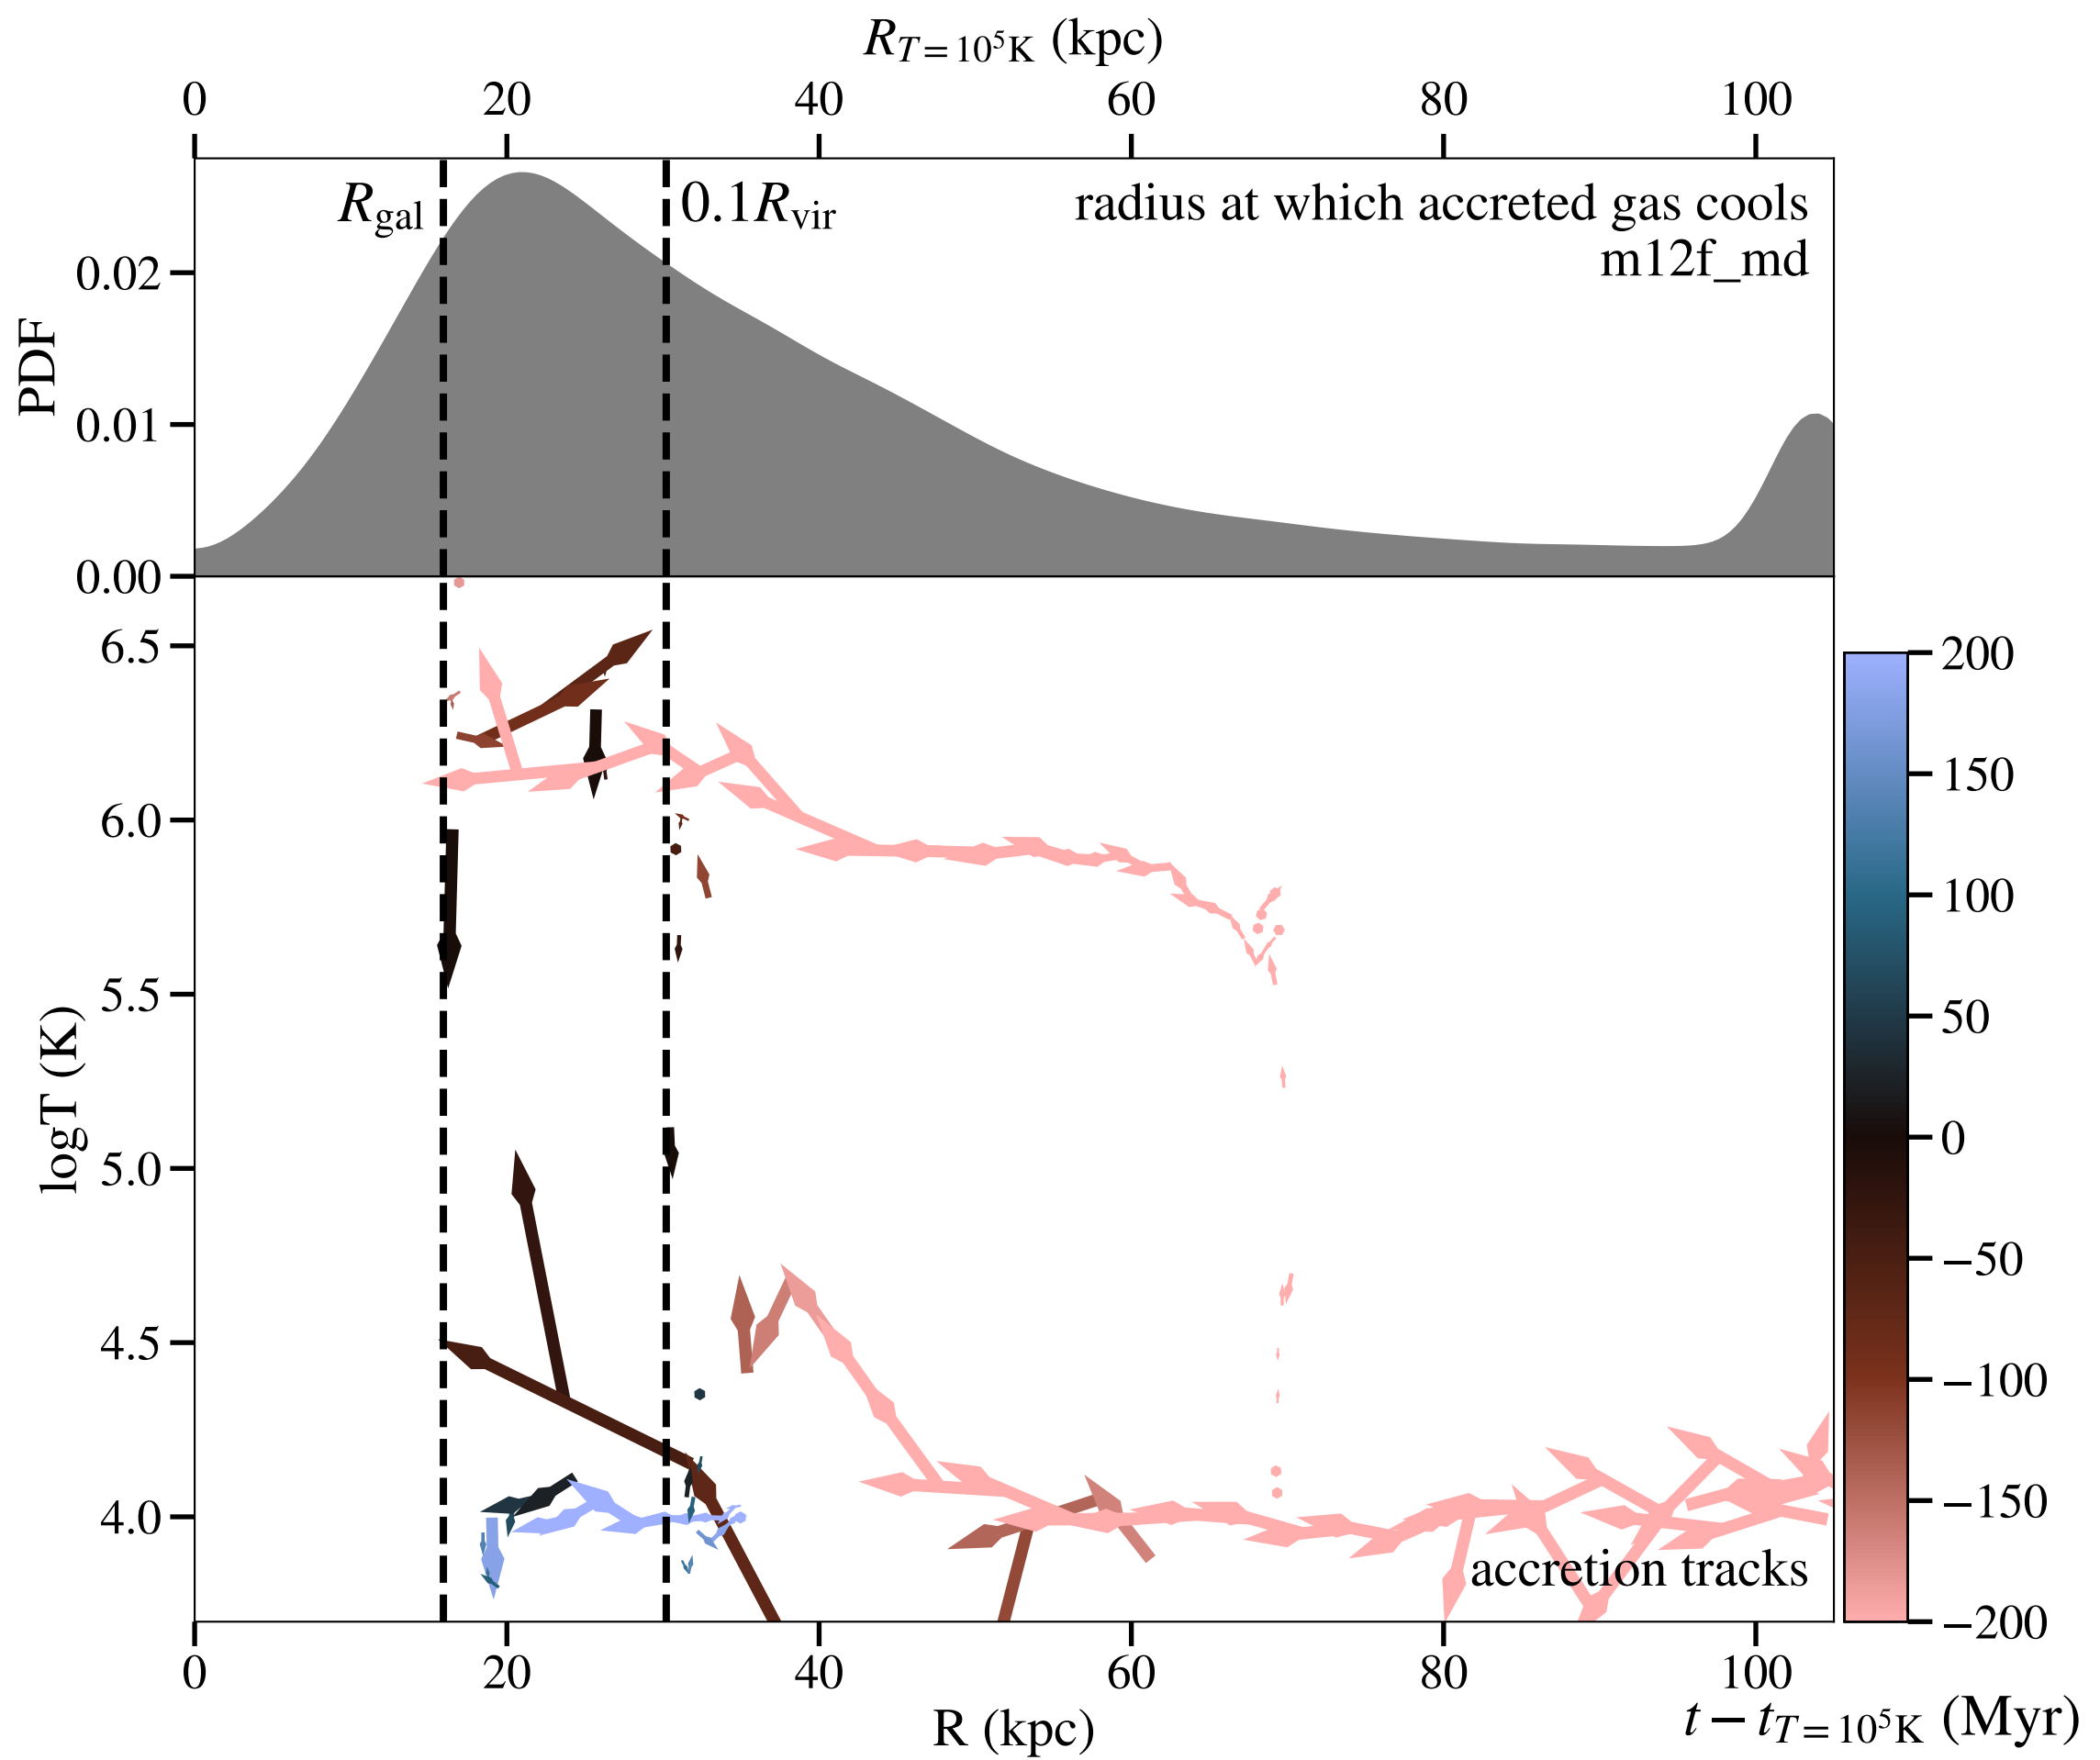 R_{T=10^5K} (kpc)
0 20 40 60 80 100
R_gal 0.1R_vir radius at which accreted gas cools
m12f_md
PDF
0.02
0.01
0.00
logT (K)
6.5
6.0
5.5
5.0
4.5
4.0
accretion tracks
200
150
100
50
0
−50
−100
−150
−200
0 20 40 60 80 100
R (kpc)
t − t_{T=10^5K} (Myr)